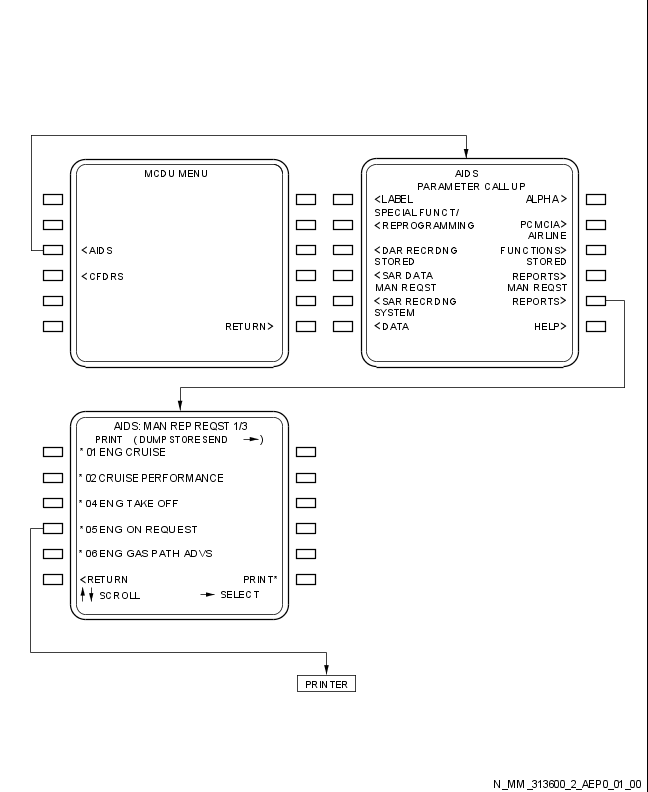 MCDU MENU
<AIDS
<CFDRS
RETURN>
AIDS
PARAMETER CALL UP
<LABEL ALPHA>
SPECIAL FUNCT/
<REPROGRAMMING PCMCIA>
AIRLINE
<DAR RECRDNG FUNCTIONS>
STORED STORED
<SAR DATA REPORTS>
MAN REQST MAN REQST
<SAR RECRDNG REPORTS>
SYSTEM
<DATA HELP>
AIDS: MAN REP REQST 1/3
PRINT (DUMP STORE SEND →)
*01 ENG CRUISE
*02 CRUISE PERFORMANCE
*04 ENG TAKE OFF
*05 ENG ON REQUEST
*06 ENG GAS PATH ADVS
<RETURN PRINT*
↑↓ SCROLL → SELECT
PRINTER
N_MM_313600_2_AEP0_01_00